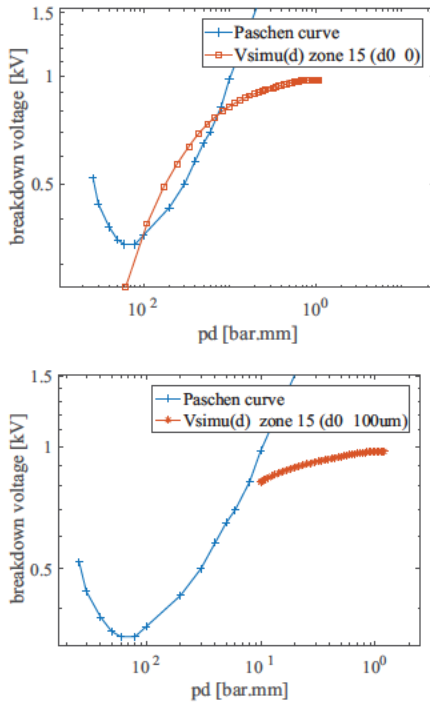 1.5
1
0.5
breakdown voltage [kV]
Paschen curve
Vsimu(d) zone 15 (d0 0)
10 2
10 0
pd [bar.mm]
1.5
1
0.5
breakdown voltage [kV]
Paschen curve
Vsimu(d) zone 15 (d0 100um)
10 2
10 1
10 0
pd [bar.mm]